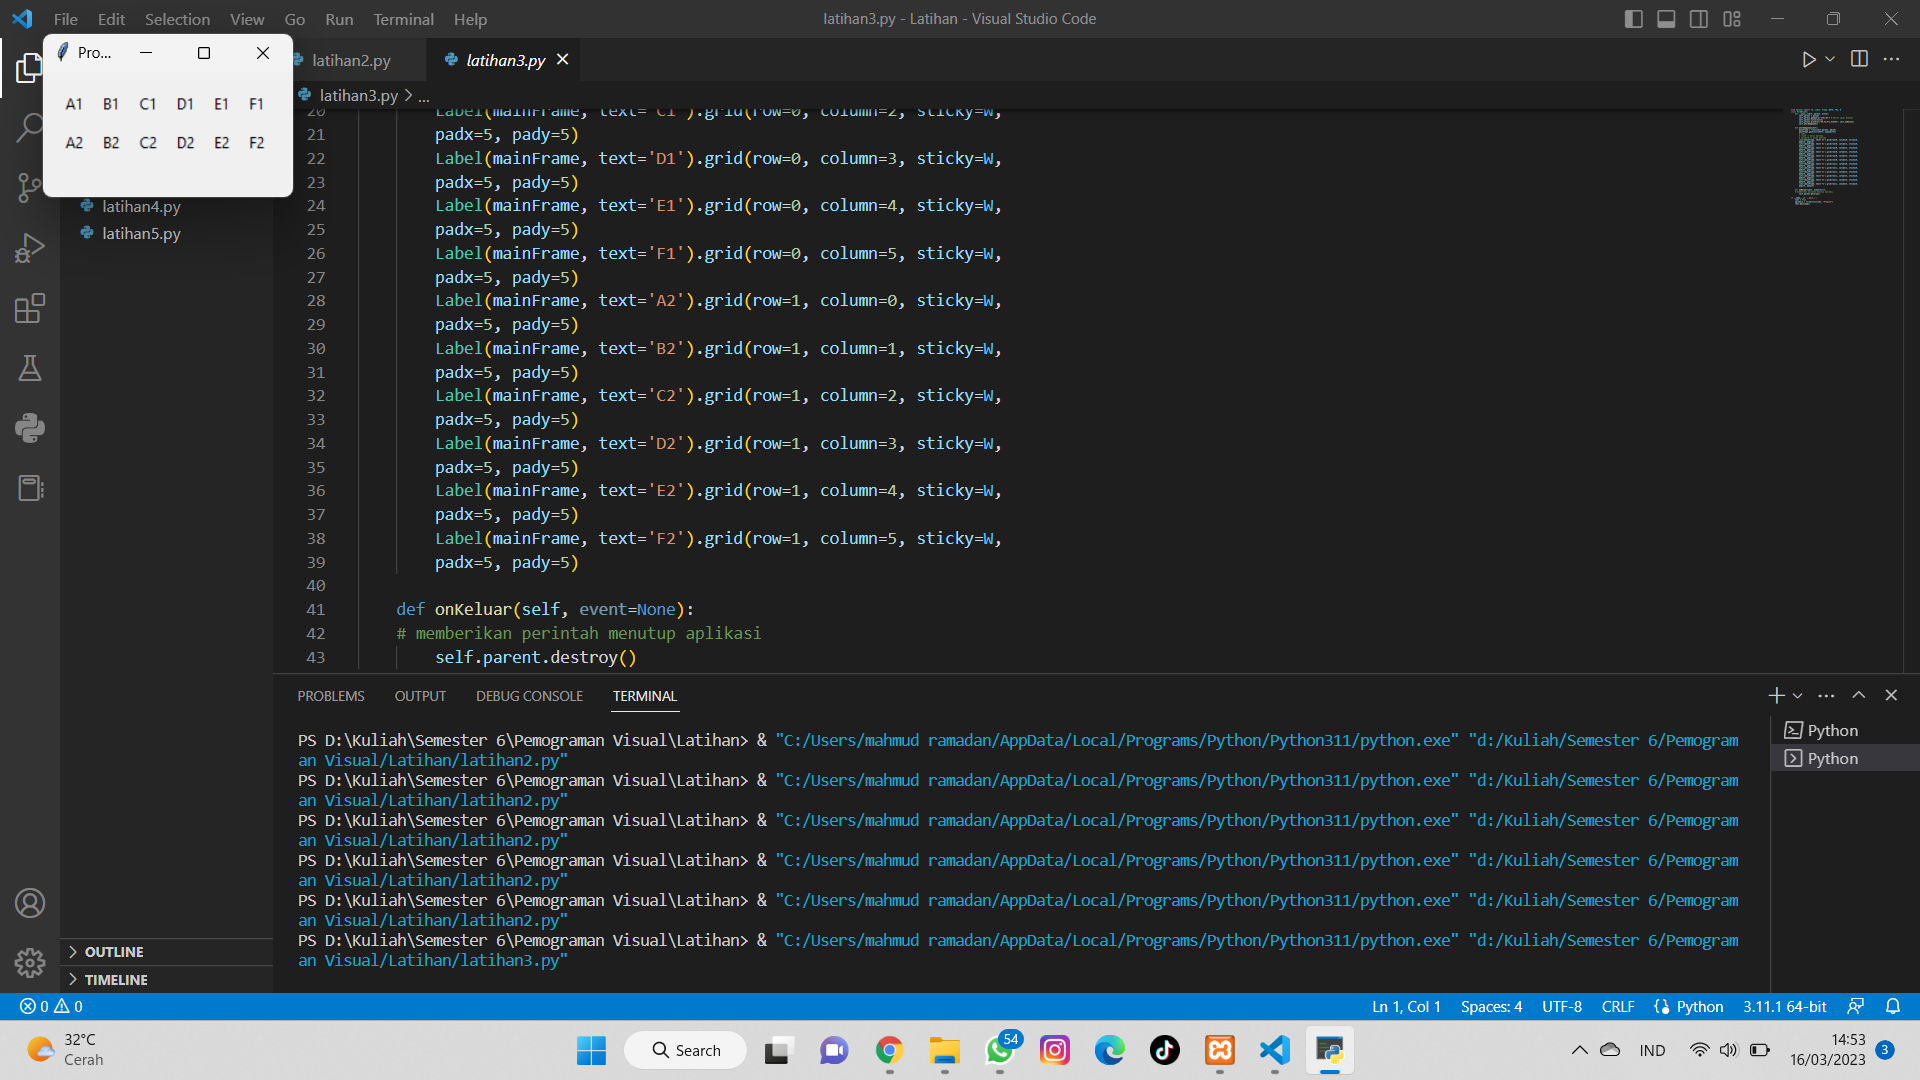 File Edit Selection View Go Run Terminal Help
latihan3.py - Latihan - Visual Studio Code
Pro...
A1 B1 C1 D1 E1 F1
A2 B2 C2 D2 E2 F2
latihan2.py
latihan3.py
latihan3.py > ...
latihan4.py
latihan5.py
OUTLINE
TIMELINE
20 Label(mainFrame, text='C1').grid(row=0, column=2, sticky=W,
21 padx=5, pady=5)
22 Label(mainFrame, text='D1').grid(row=0, column=3, sticky=W,
23 padx=5, pady=5)
24 Label(mainFrame, text='E1').grid(row=0, column=4, sticky=W,
25 padx=5, pady=5)
26 Label(mainFrame, text='F1').grid(row=0, column=5, sticky=W,
27 padx=5, pady=5)
28 Label(mainFrame, text='A2').grid(row=1, column=0, sticky=W,
29 padx=5, pady=5)
30 Label(mainFrame, text='B2').grid(row=1, column=1, sticky=W,
31 padx=5, pady=5)
32 Label(mainFrame, text='C2').grid(row=1, column=2, sticky=W,
33 padx=5, pady=5)
34 Label(mainFrame, text='D2').grid(row=1, column=3, sticky=W,
35 padx=5, pady=5)
36 Label(mainFrame, text='E2').grid(row=1, column=4, sticky=W,
37 padx=5, pady=5)
38 Label(mainFrame, text='F2').grid(row=1, column=5, sticky=W,
39 padx=5, pady=5)
40
41 def onKeluar(self, event=None):
42 # memberikan perintah menutup aplikasi
43 self.parent.destroy()
PROBLEMS OUTPUT DEBUG CONSOLE TERMINAL
PS D:\Kuliah\Semester 6\Pemograman Visual\Latihan> & "C:/Users/mahmud ramadan/AppData/Local/Programs/Python/Python311/python.exe" "d:/Kuliah/Semester 6/Pemogram
an Visual/Latihan/latihan2.py"
PS D:\Kuliah\Semester 6\Pemograman Visual\Latihan> & "C:/Users/mahmud ramadan/AppData/Local/Programs/Python/Python311/python.exe" "d:/Kuliah/Semester 6/Pemogram
an Visual/Latihan/latihan2.py"
PS D:\Kuliah\Semester 6\Pemograman Visual\Latihan> & "C:/Users/mahmud ramadan/AppData/Local/Programs/Python/Python311/python.exe" "d:/Kuliah/Semester 6/Pemogram
an Visual/Latihan/latihan2.py"
PS D:\Kuliah\Semester 6\Pemograman Visual\Latihan> & "C:/Users/mahmud ramadan/AppData/Local/Programs/Python/Python311/python.exe" "d:/Kuliah/Semester 6/Pemogram
an Visual/Latihan/latihan2.py"
PS D:\Kuliah\Semester 6\Pemograman Visual\Latihan> & "C:/Users/mahmud ramadan/AppData/Local/Programs/Python/Python311/python.exe" "d:/Kuliah/Semester 6/Pemogram
an Visual/Latihan/latihan2.py"
PS D:\Kuliah\Semester 6\Pemograman Visual\Latihan> & "C:/Users/mahmud ramadan/AppData/Local/Programs/Python/Python311/python.exe" "d:/Kuliah/Semester 6/Pemogram
an Visual/Latihan/latihan3.py"
Python
Python
0 0
Ln 1, Col 1 Spaces: 4 UTF-8 CRLF Python 3.11.1 64-bit
32°C
Cerah
Search
54
IND
14:53
16/03/2023
3